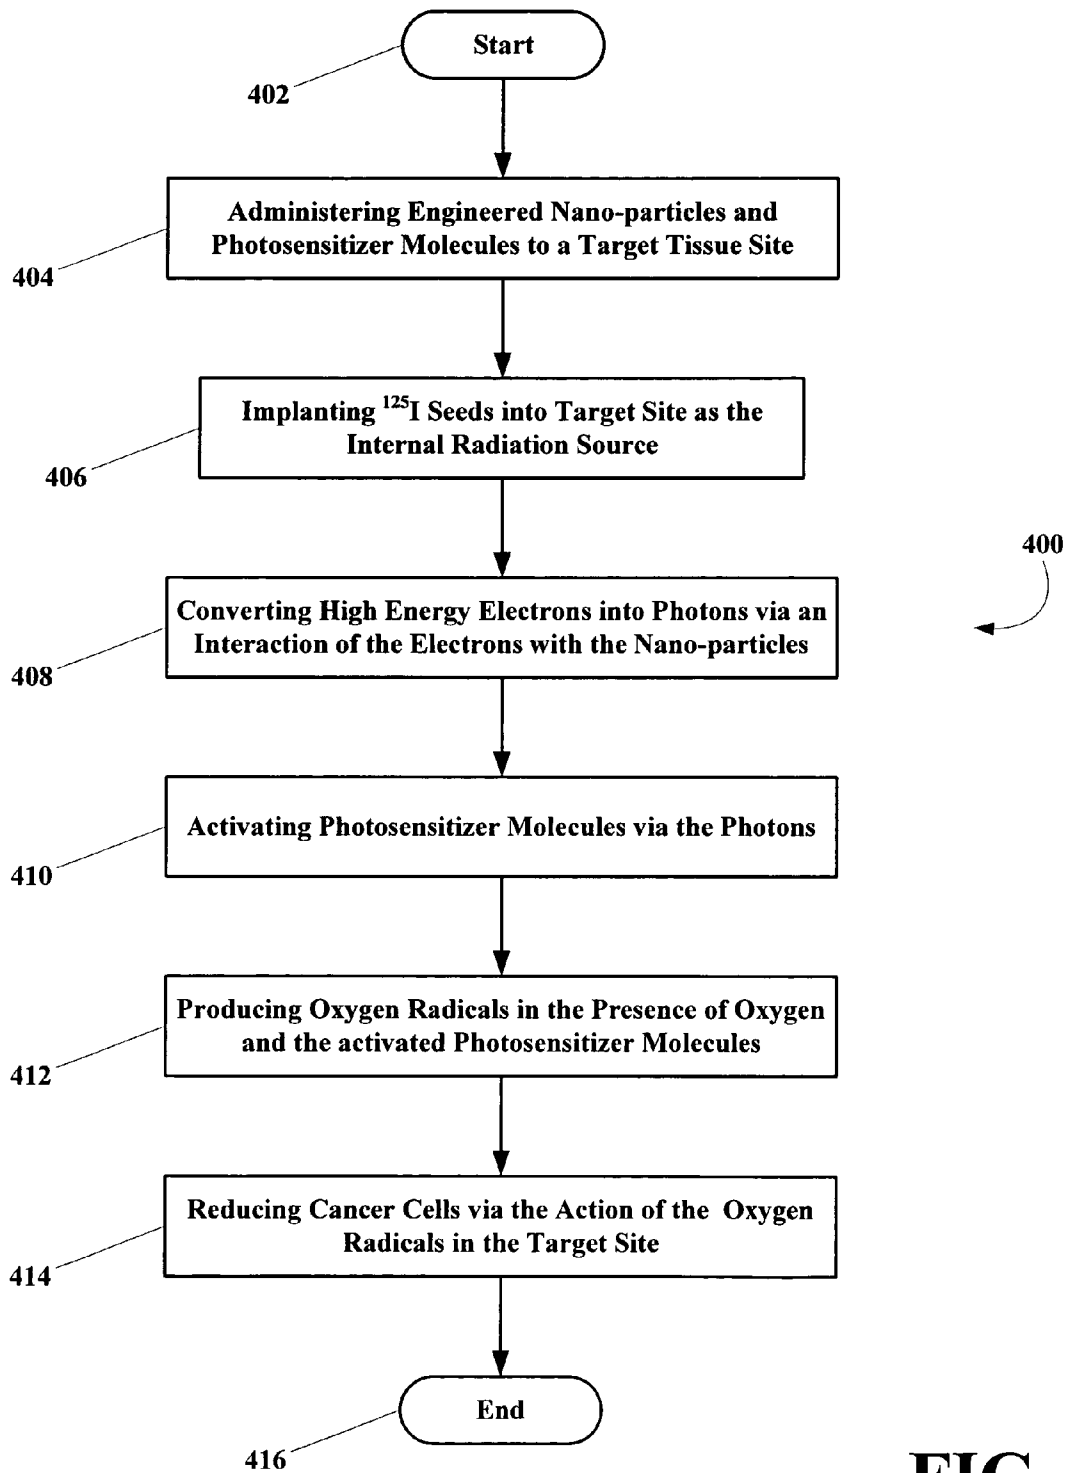 Start
402
Administering Engineered Nano-particles and
Photosensitizer Molecules to a Target Tissue Site
404
Implanting ¹²⁵I Seeds into Target Site as the
Internal Radiation Source
406
400
Converting High Energy Electrons into Photons via an
Interaction of the Electrons with the Nano-particles
408
Activating Photosensitizer Molecules via the Photons
410
Producing Oxygen Radicals in the Presence of Oxygen
and the activated Photosensitizer Molecules
412
Reducing Cancer Cells via the Action of the Oxygen
Radicals in the Target Site
414
End
416
FIG